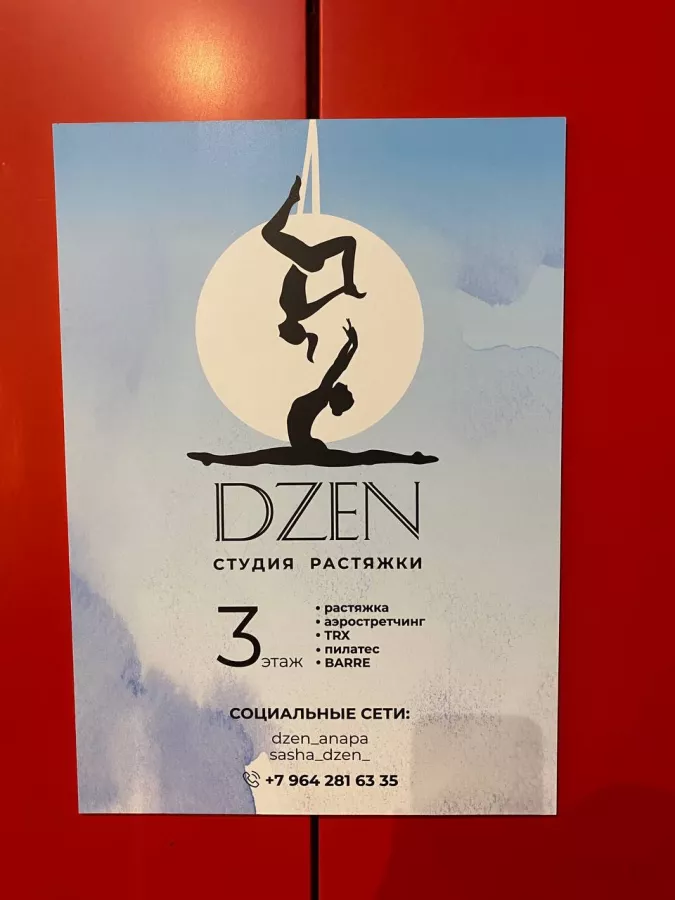 DZEN
СТУДИЯ РАСТЯЖКИ
3 этаж
• растяжка
• аэростретчинг
• TRX
• пилатес
• BARRE
СОЦИАЛЬНЫЕ СЕТИ:
dzen_anapa
sasha_dzen_
+7 964 281 63 35